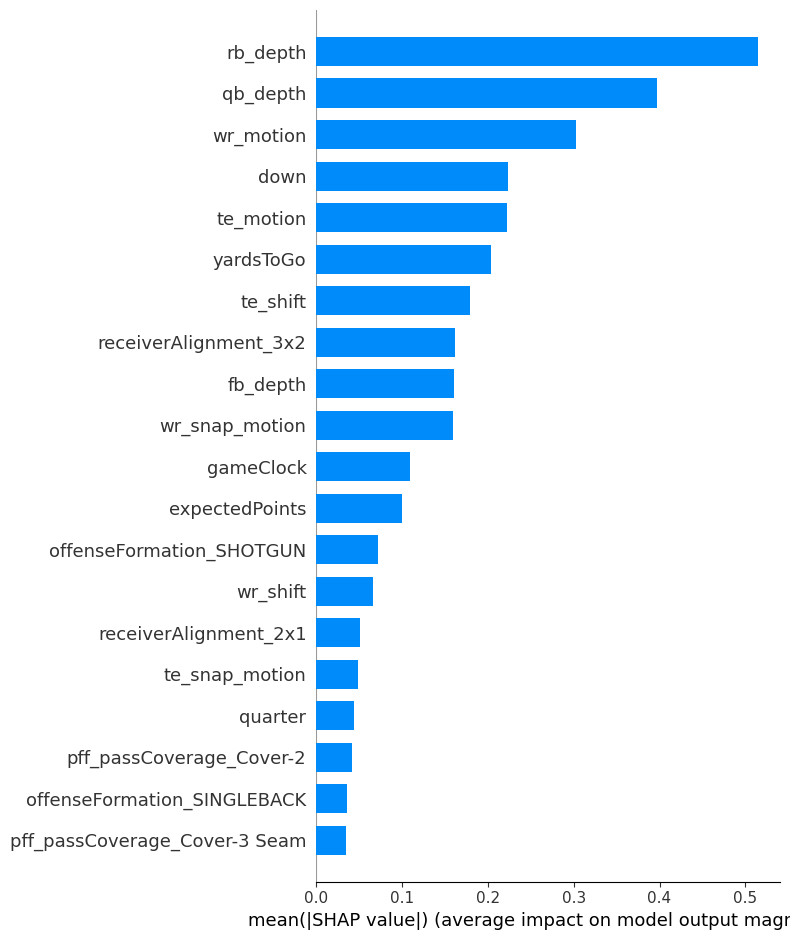 rb_depth
qb_depth
wr_motion
down
te_motion
yardsToGo
te_shift
receiverAlignment_3x2
fb_depth
wr_snap_motion
gameClock
expectedPoints
offenseFormation_SHOTGUN
wr_shift
receiverAlignment_2x1
te_snap_motion
quarter
pff_passCoverage_Cover-2
offenseFormation_SINGLEBACK
pff_passCoverage_Cover-3 Seam
0.0 0.1 0.2 0.3 0.4 0.5
mean(|SHAP value|) (average impact on model output magr